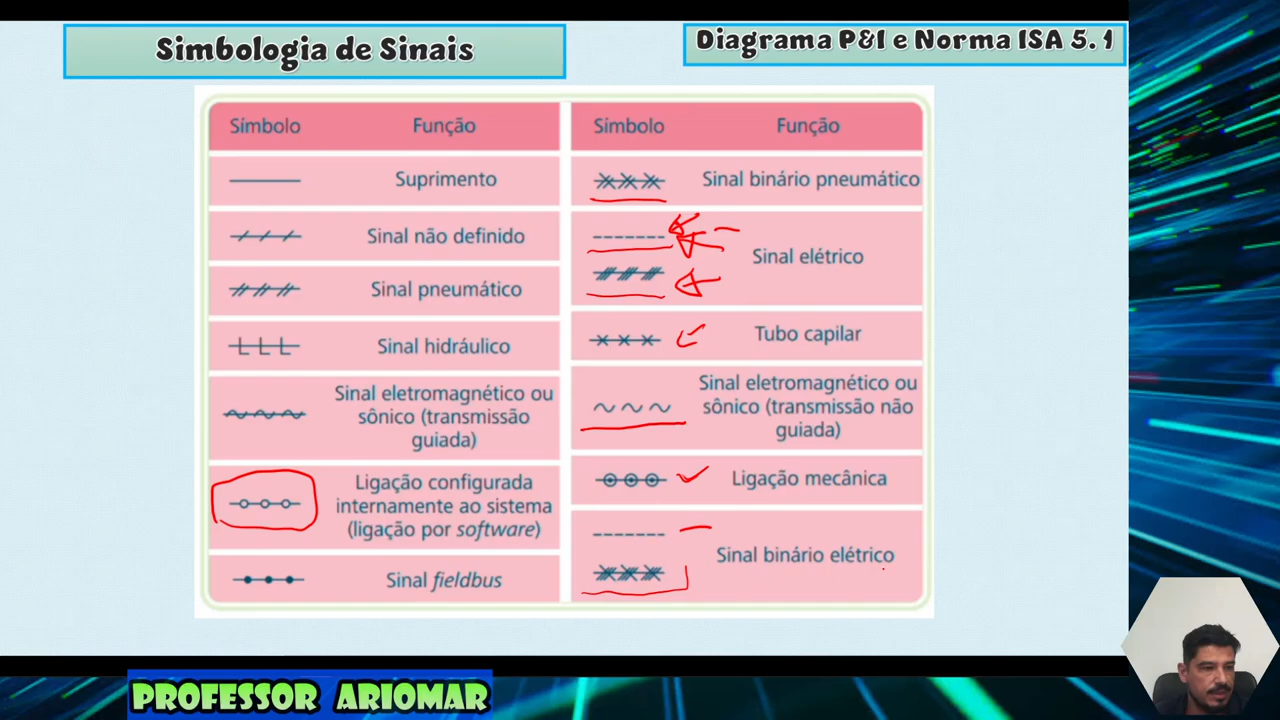 Simbologia de Sinais
Diagrama P&I e Norma ISA 5.1
Símbolo Função
Suprimento
Sinal não definido
Sinal pneumático
Sinal hidráulico
Sinal eletromagnético ou
sônico (transmissão
guiada)
Ligação configurada
internamente ao sistema
(ligação por software)
Sinal fieldbus
Símbolo Função
Sinal binário pneumático
Sinal elétrico
Tubo capilar
Sinal eletromagnético ou
sônico (transmissão não
guiada)
Ligação mecânica
Sinal binário elétrico
PROFESSOR ARIOMAR